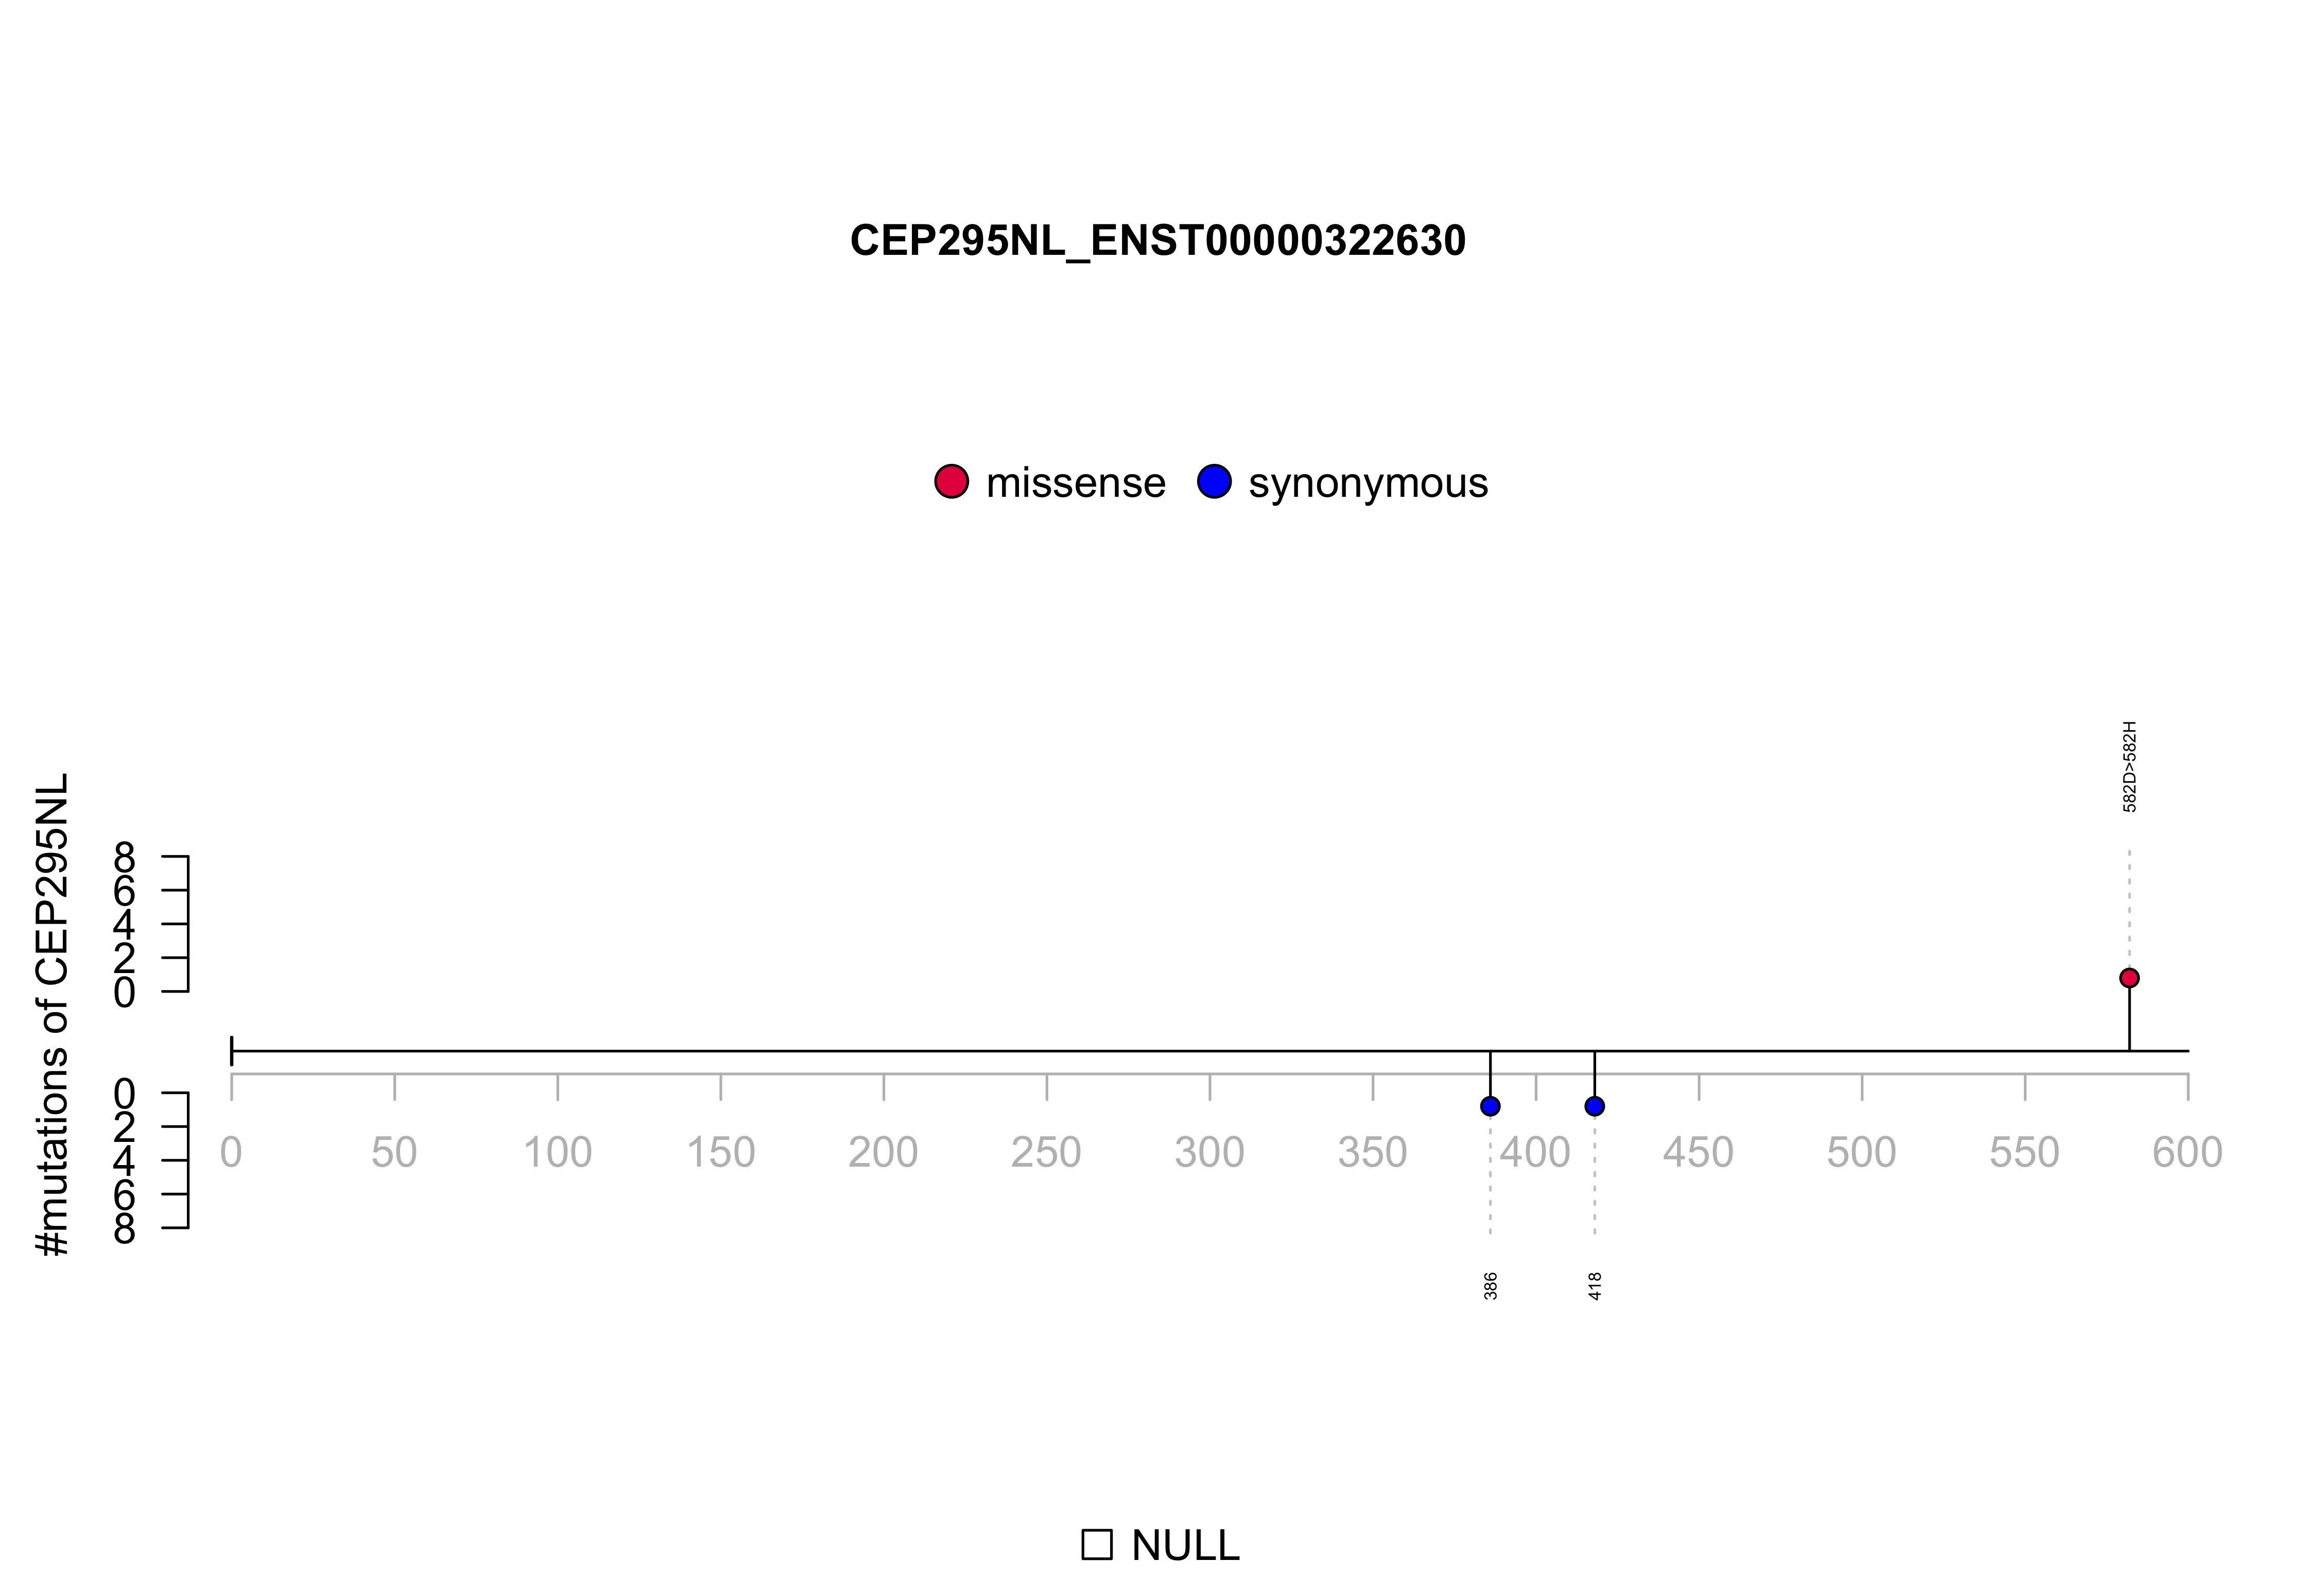 CEP295NL_ENST00000322630
missense synonymous
582D>582H
#mutations of CEP295NL
8
6
4
2
0
0
2
4
6
8
0 50 100 150 200 250 300 350 400 450 500 550 600
386 418
NULL